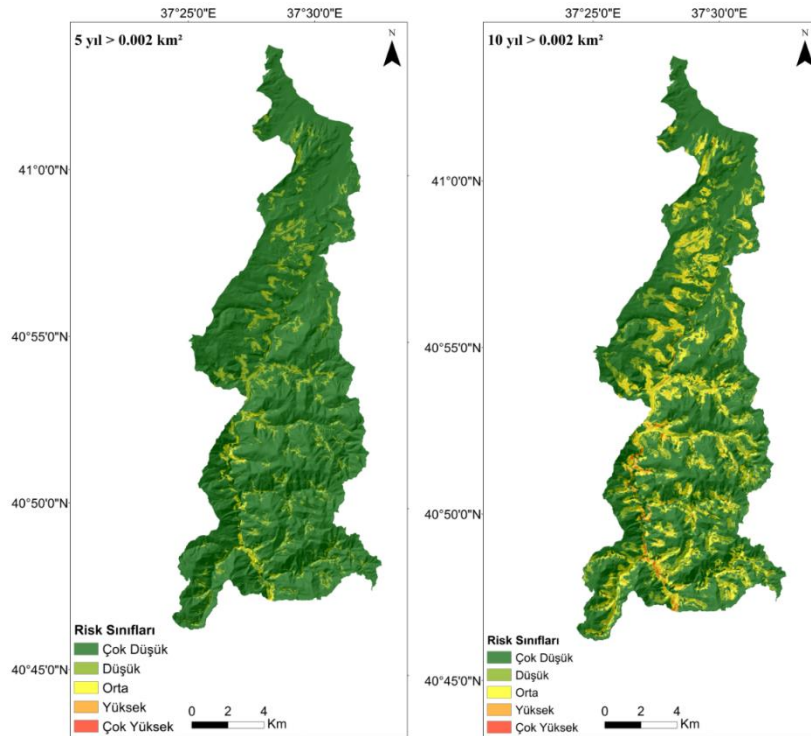 37°25'0"E
37°30'0"E
5 yıl > 0.002 km²
N
41°0'0"N
40°55'0"N
40°50'0"N
40°45'0"N
Risk Sınıfları
Çok Düşük
Düşük
Orta
Yüksek
Çok Yüksek
0 2 4
Km
37°25'0"E
37°30'0"E
10 yıl > 0.002 km²
N
41°0'0"N
40°55'0"N
40°50'0"N
40°45'0"N
Risk Sınıfları
Çok Düşük
Düşük
Orta
Yüksek
Çok Yüksek
0 2 4
Km